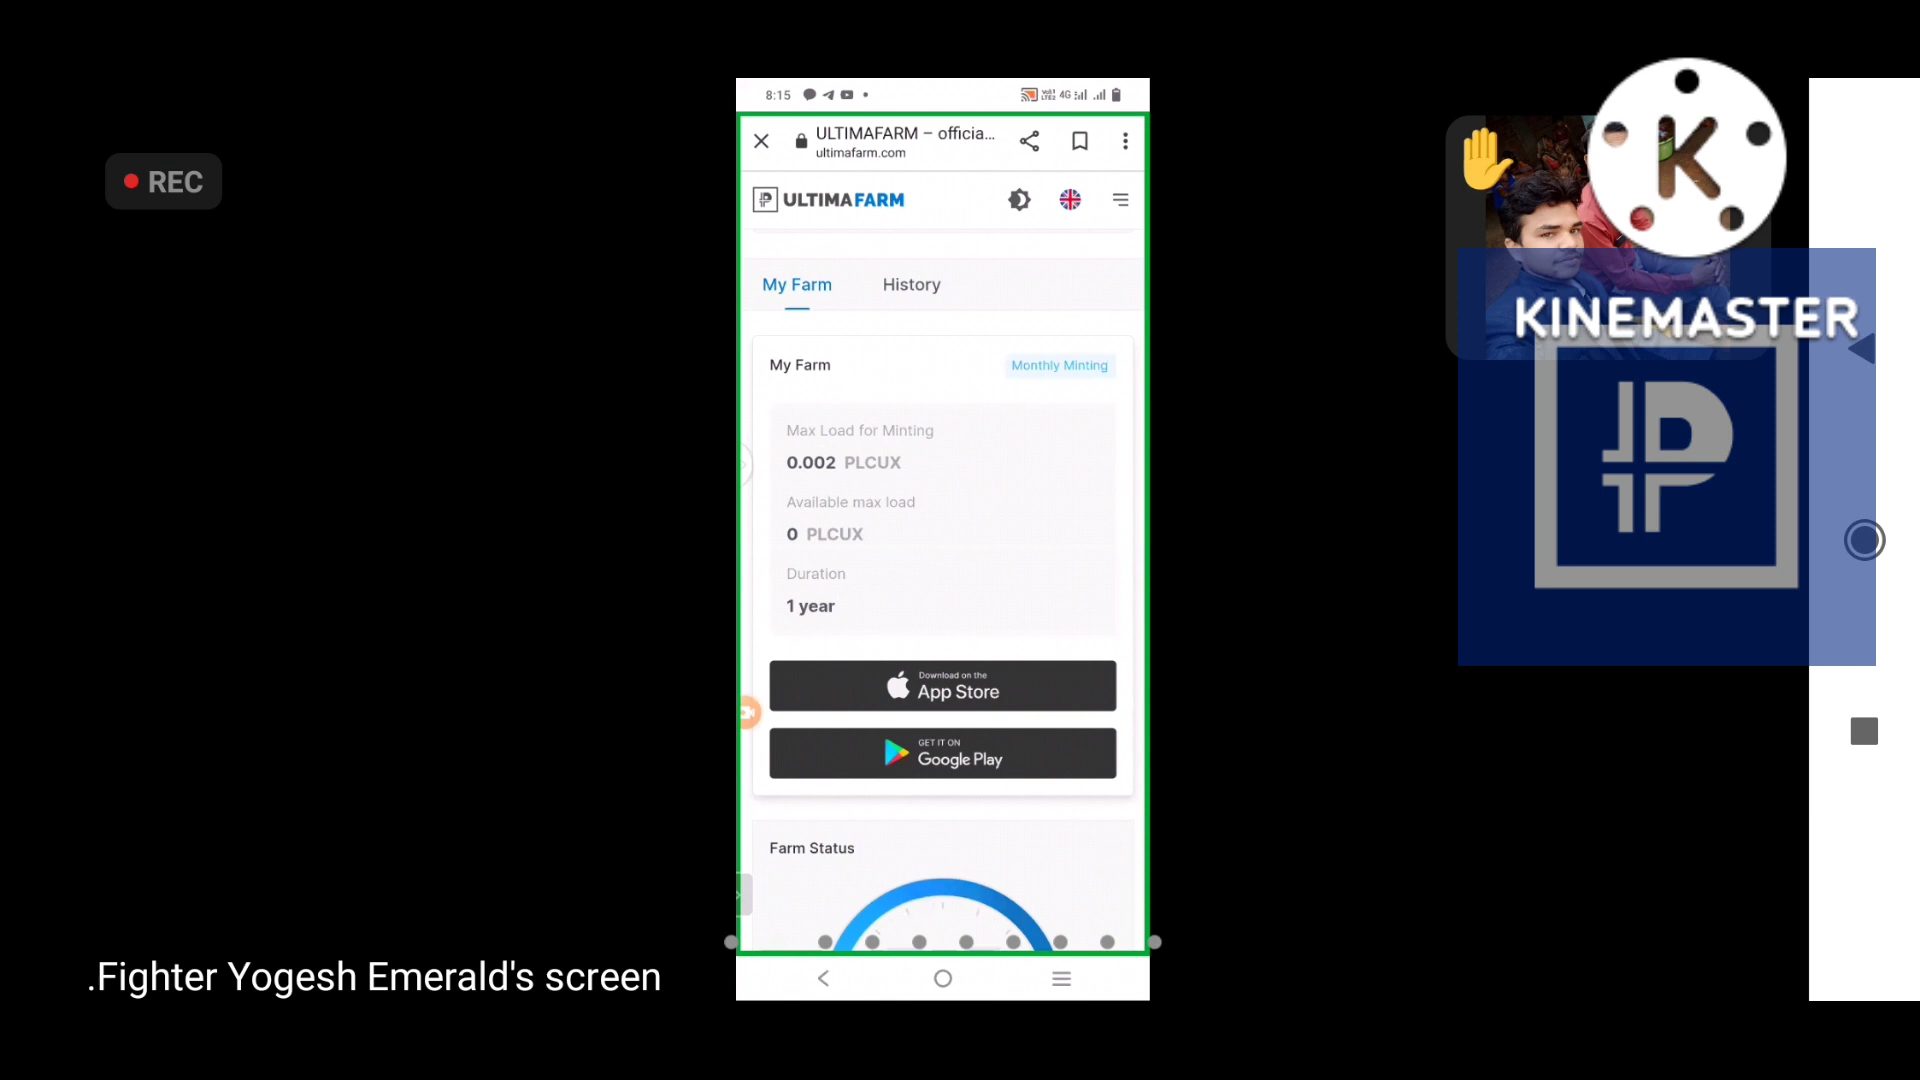 8:15
4G
ULTIMAFARM – officia...
ultimafarm.com
REC
ULTIMAFARM
My Farm
History
KINEMASTER
My Farm
Monthly Minting
Max Load for Minting
0.002 PLCUX
Available max load
0 PLCUX
Duration
1 year
Download on the
App Store
GET IT ON
Google Play
Farm Status
.Fighter Yogesh Emerald's screen